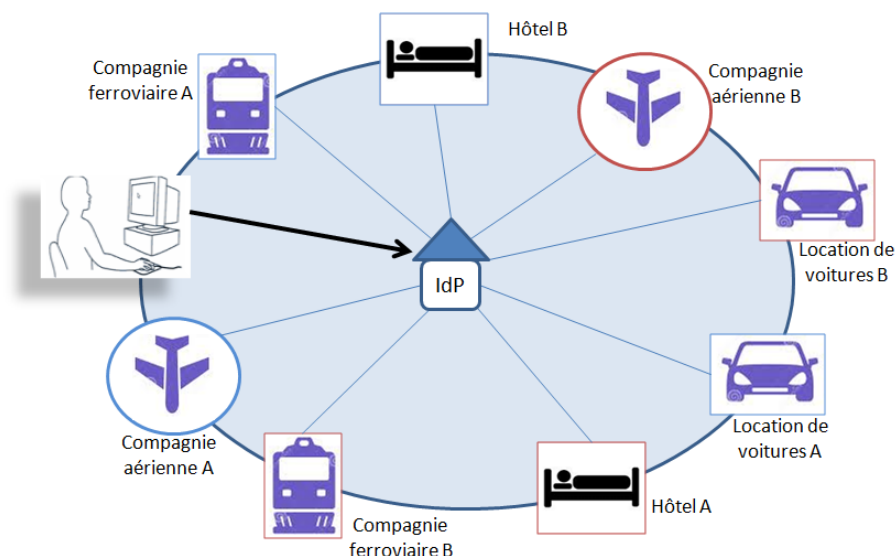 Hôtel B
Compagnie
ferroviaire A
Compagnie
aérienne B
Location de
voitures B
IdP
Compagnie
aérienne A
Location de
voitures A
Hôtel A
Compagnie
ferroviaire B